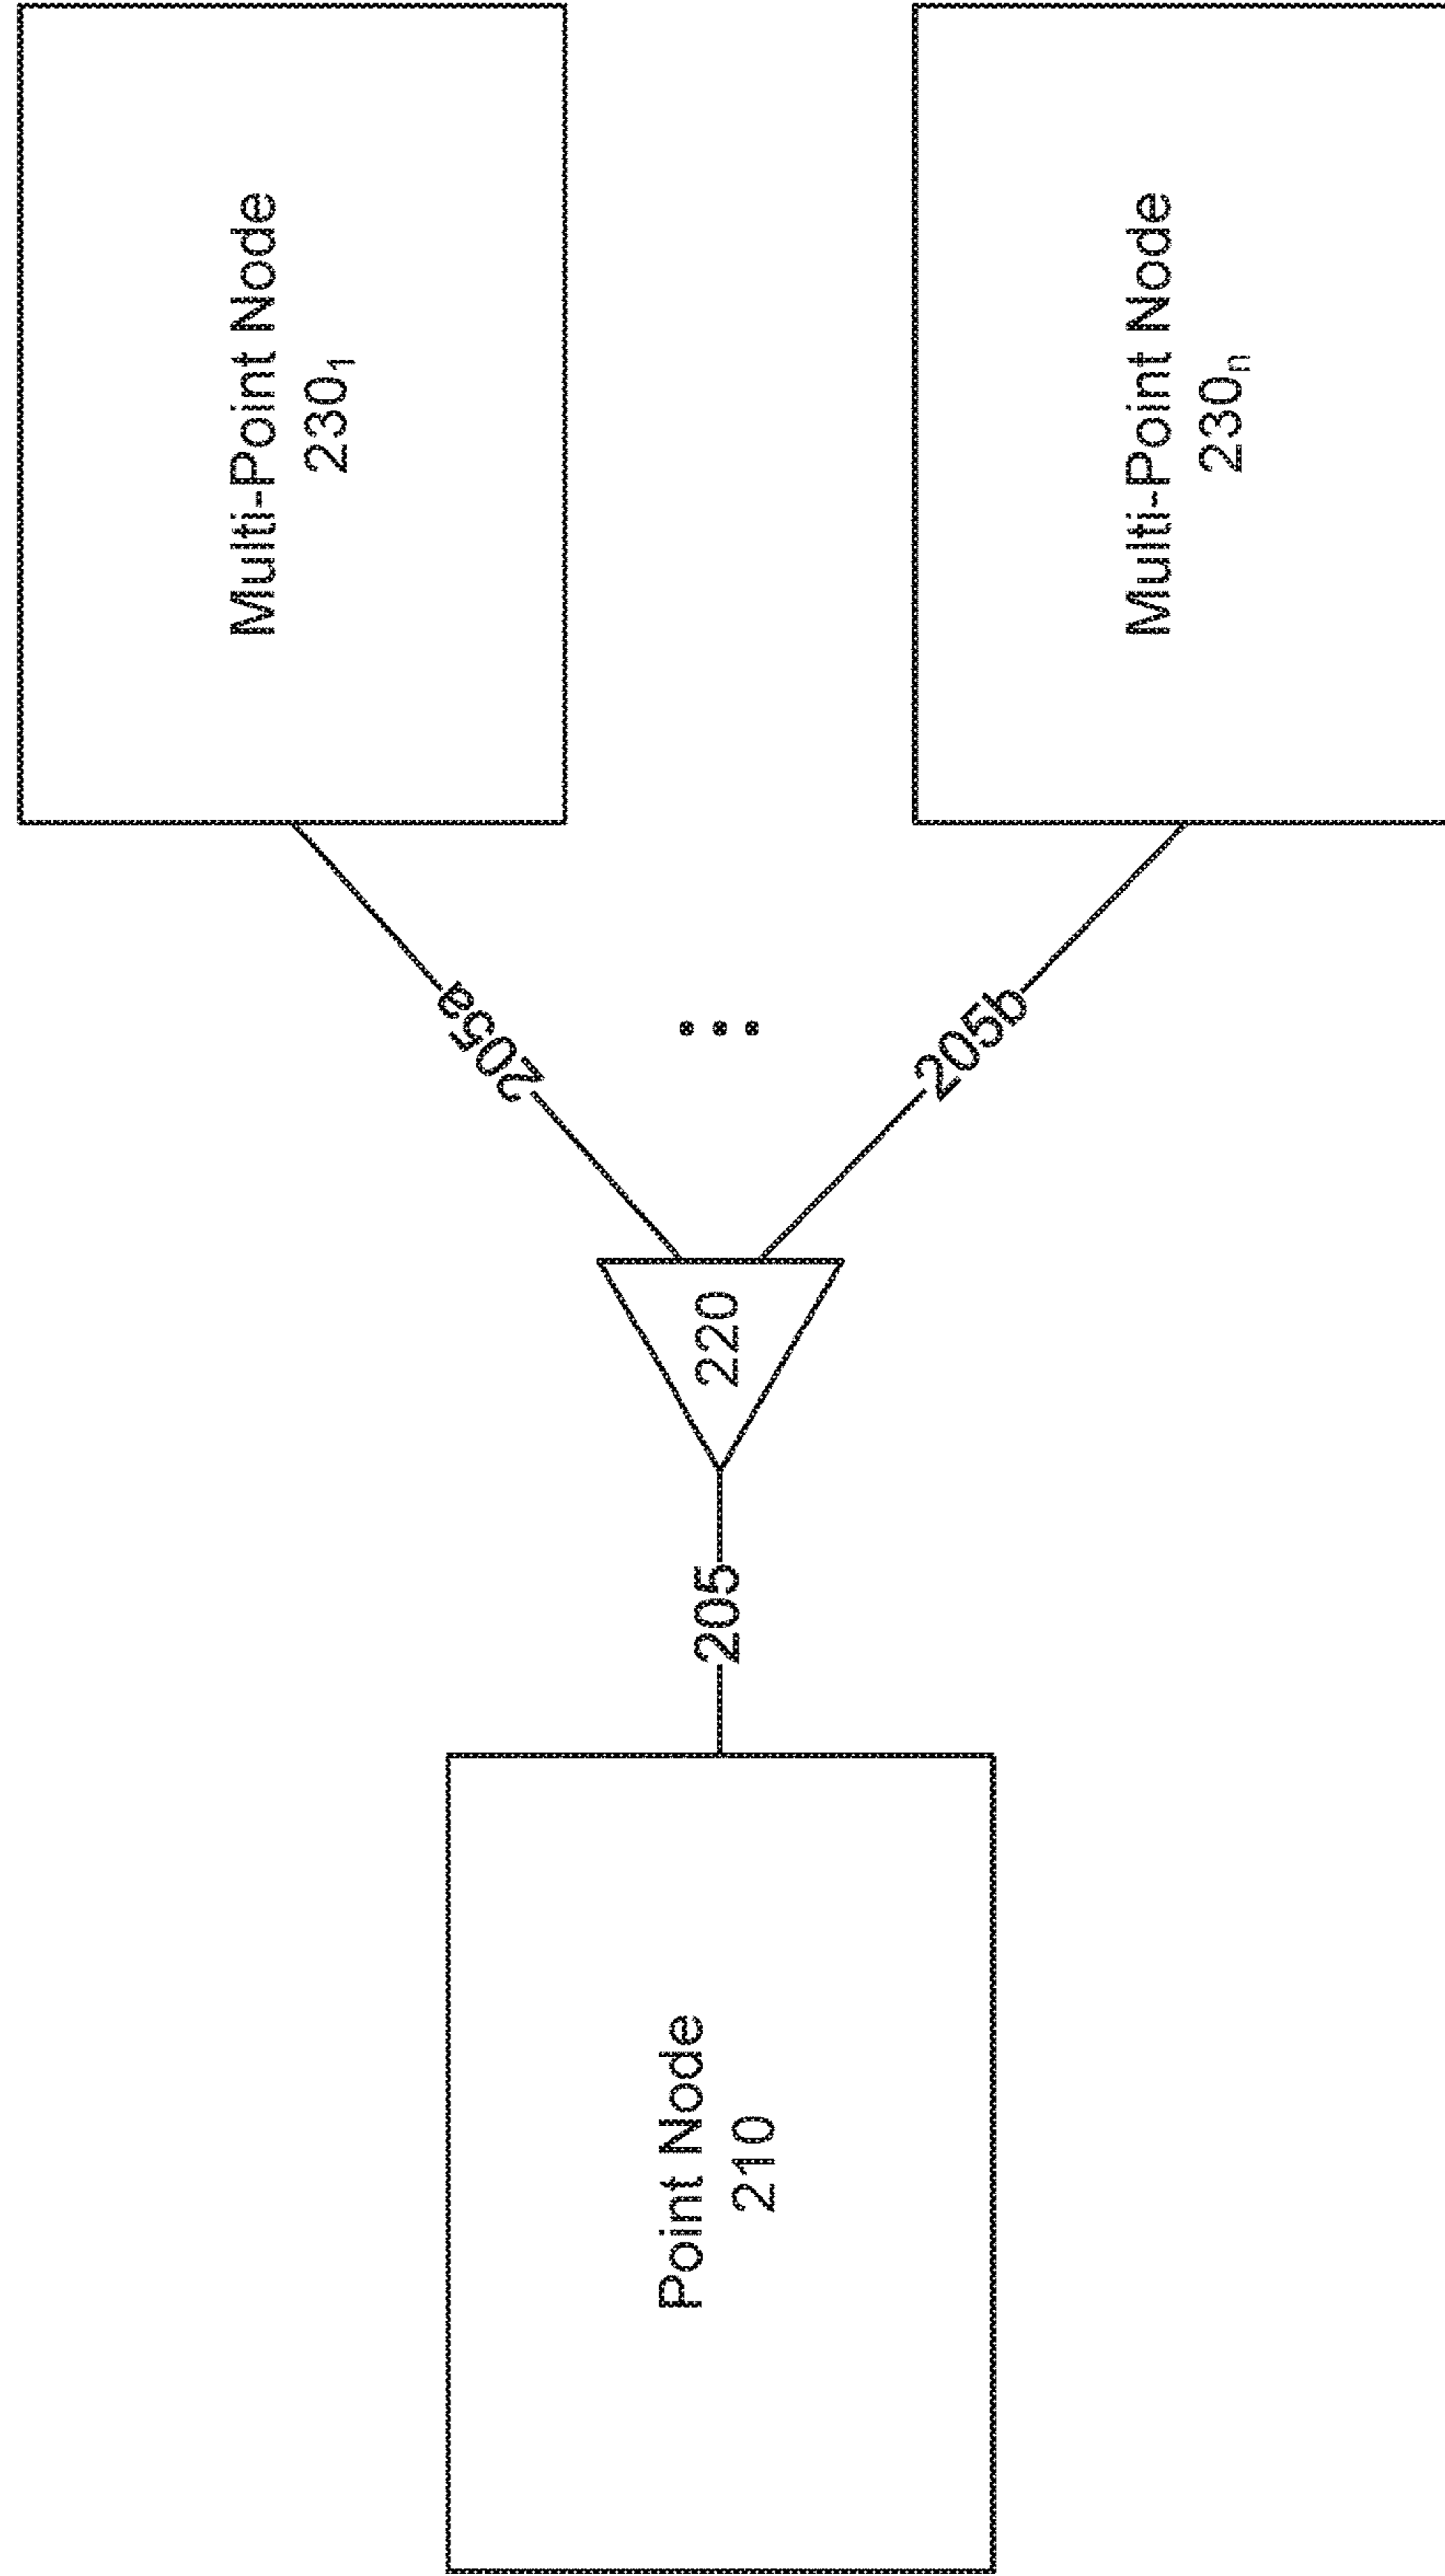 Point Node
210
205
220
205a
205b
Multi-Point Node
230₁
Multi-Point Node
230ₙ